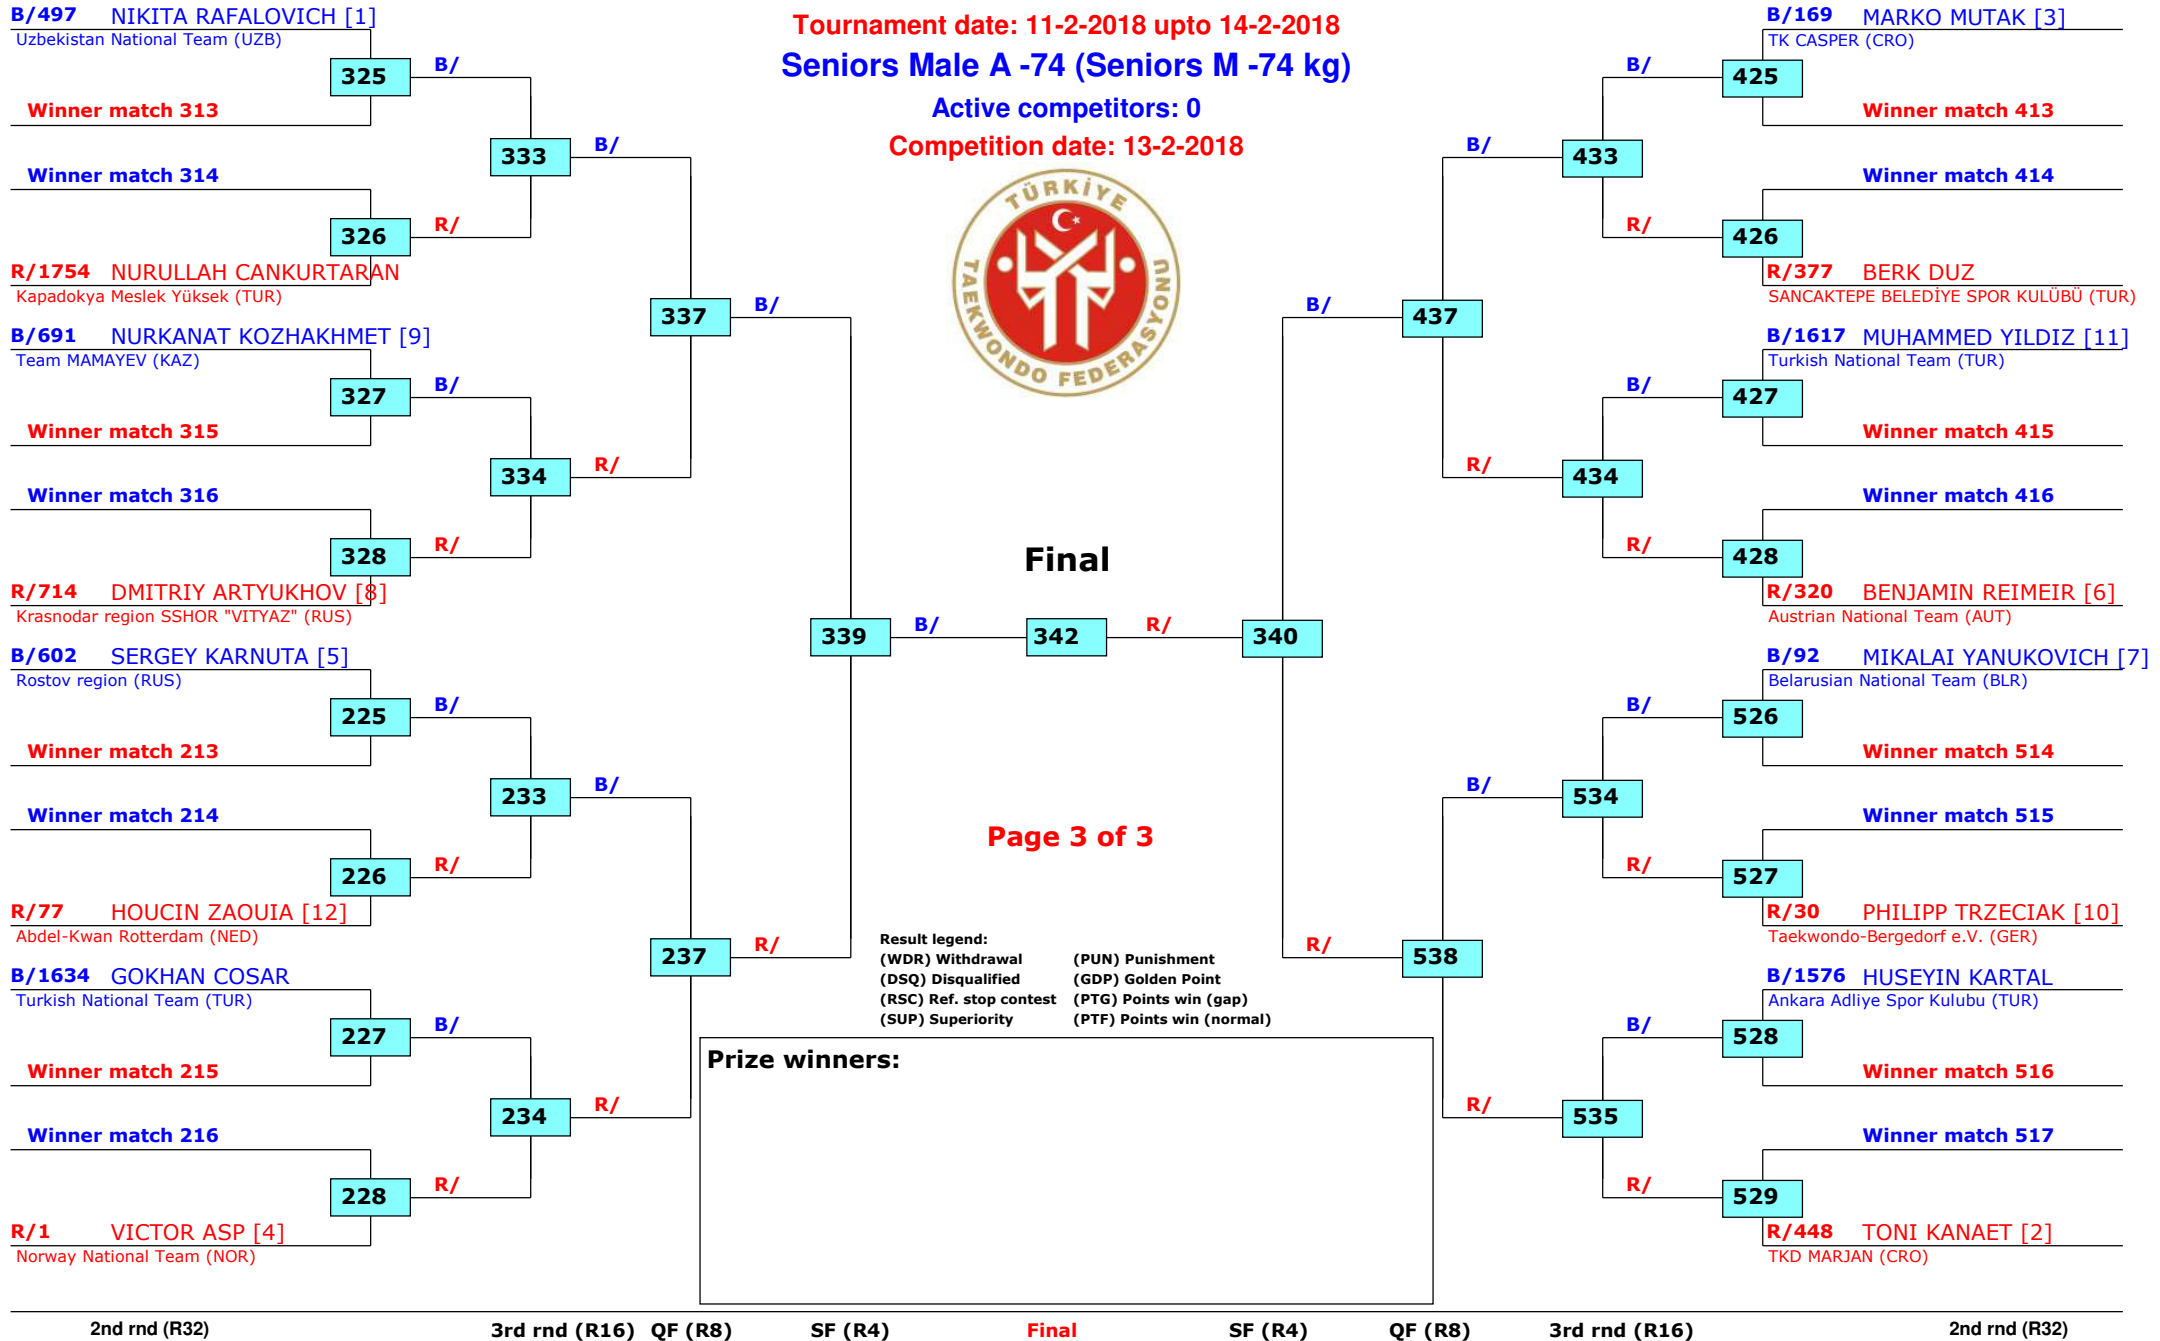 Tournament date: 11-2-2018 upto 14-2-2018
Seniors Male A -74 (Seniors M -74 kg)
Active competitors: 0
Competition date: 13-2-2018
TÜRKİYE
TAEKWONDO FEDERASYONU
B/497 NIKITA RAFALOVICH [1]
Uzbekistan National Team (UZB)
325
B/
Winner match 313
333
B/
Winner match 314
326
R/
R/1754 NURULLAH CANKURTARAN
Kapadokya Meslek Yüksek (TUR)
337
B/
B/691 NURKANAT KOZHAKHMET [9]
Team MAMAYEV (KAZ)
327
B/
Winner match 315
334
R/
Winner match 316
328
R/
R/714 DMITRIY ARTYUKHOV [8]
Krasnodar region SSHOR "VITYAZ" (RUS)
339
B/
B/602 SERGEY KARNUTA [5]
Rostov region (RUS)
225
B/
Winner match 213
233
B/
Winner match 214
226
R/
R/77 HOUCIN ZAOUIA [12]
Abdel-Kwan Rotterdam (NED)
237
R/
B/1634 GOKHAN COSAR
Turkish National Team (TUR)
227
B/
Winner match 215
234
R/
Winner match 216
228
R/
R/1 VICTOR ASP [4]
Norway National Team (NOR)
Final
342
R/
340
Page 3 of 3
B/169 MARKO MUTAK [3]
TK CASPER (CRO)
B/
425
Winner match 413
B/
433
Winner match 414
R/
426
R/377 BERK DUZ
SANCAKTEPE BELEDİYE SPOR KULÜBÜ (TUR)
B/
437
B/1617 MUHAMMED YILDIZ [11]
Turkish National Team (TUR)
B/
427
Winner match 415
R/
434
Winner match 416
R/
428
R/320 BENJAMIN REIMEIR [6]
Austrian National Team (AUT)
B/92 MIKALAI YANUKOVICH [7]
Belarusian National Team (BLR)
B/
526
Winner match 514
B/
534
Winner match 515
R/
527
R/30 PHILIPP TRZECIAK [10]
Taekwondo-Bergedorf e.V. (GER)
R/
538
B/1576 HUSEYIN KARTAL
Ankara Adliye Spor Kulubu (TUR)
B/
528
Winner match 516
R/
535
Winner match 517
R/
529
R/448 TONI KANAET [2]
TKD MARJAN (CRO)
Result legend:
(WDR) Withdrawal (PUN) Punishment
(DSQ) Disqualified (GDP) Golden Point
(RSC) Ref. stop contest (PTG) Points win (gap)
(SUP) Superiority (PTF) Points win (normal)
Prize winners:
2nd rnd (R32) 3rd rnd (R16) QF (R8) SF (R4) Final SF (R4) QF (R8) 3rd rnd (R16) 2nd rnd (R32)